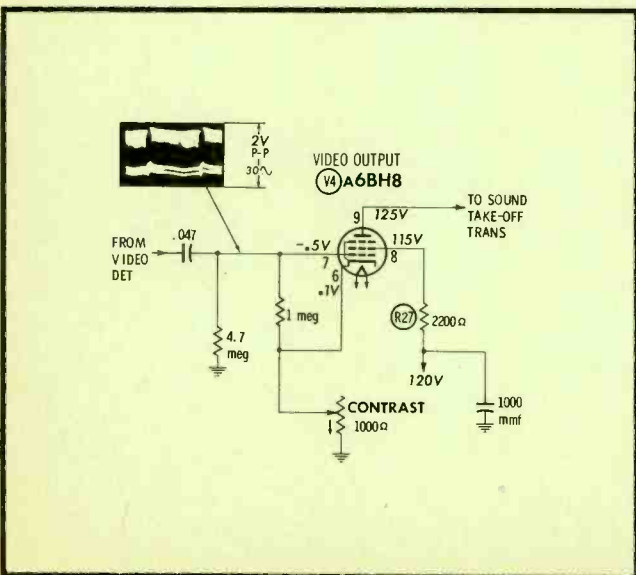 2V
P-P
30∿
VIDEO OUTPUT
V4 A6BH8
9
125V
TO SOUND
TAKE-OFF
TRANS
FROM
VIDEO
DET
.047
-.5V
7
115V
8
6
.1V
1 meg
4.7
meg
R27
2200Ω
120V
CONTRAST
1000Ω
1000
mmf